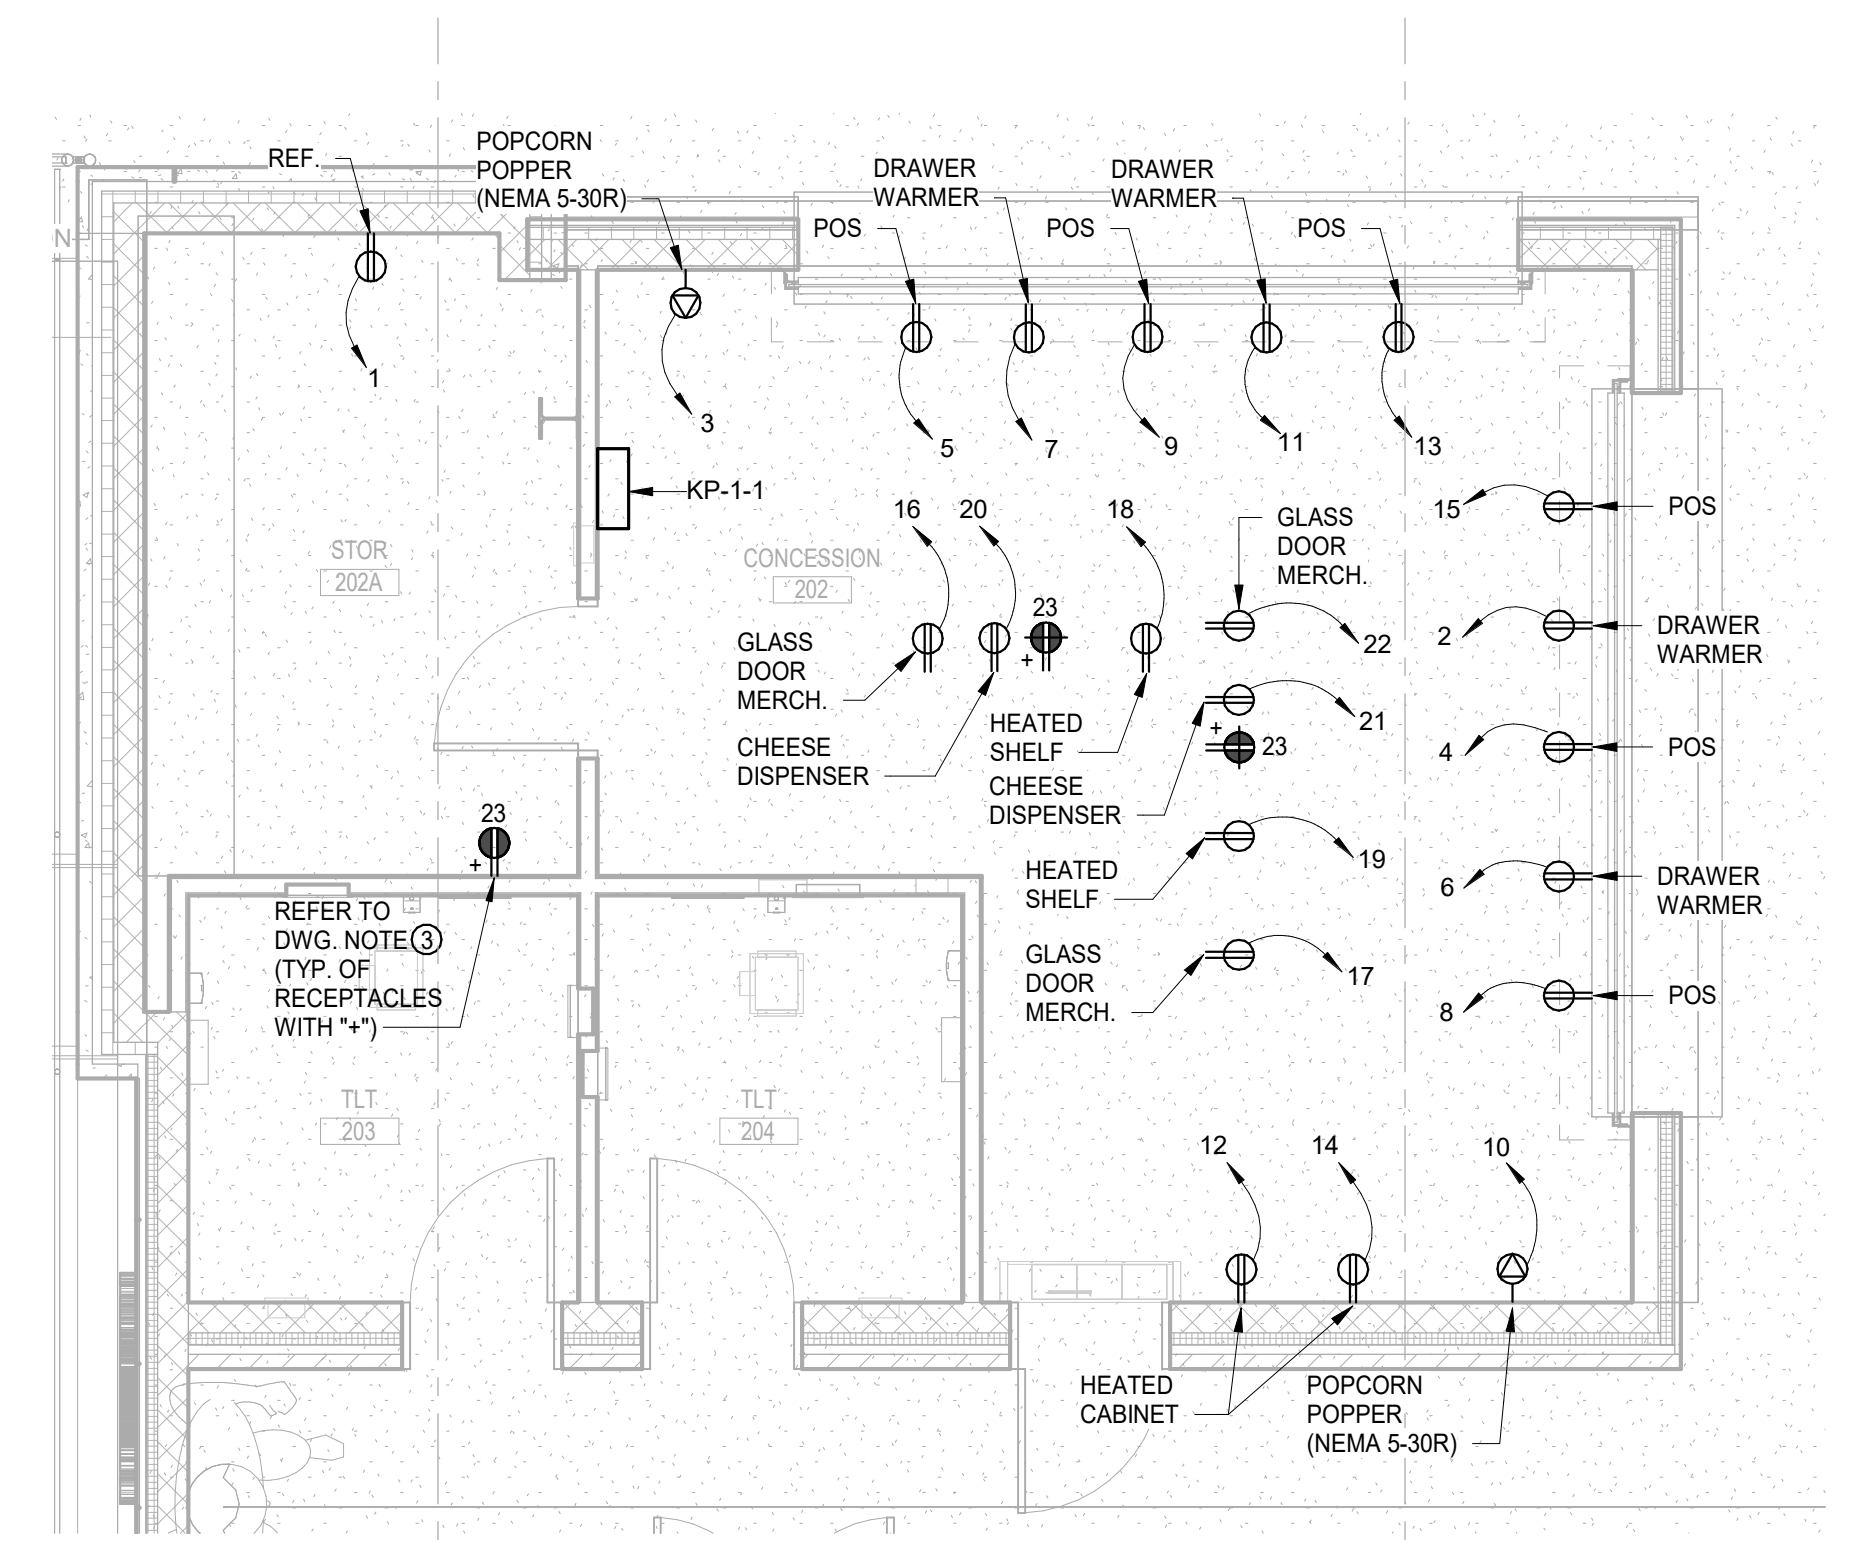 REF.
POPCORN
POPPER
(NEMA 5-30R)
DRAWER
WARMER
DRAWER
WARMER
POS
POS
POS
N
1
3
5
7
9
11
13
KP-1-1
15
POS
16
20
18
GLASS
DOOR
MERCH.
STOR
202A
CONCESSION
202
23
22
2
DRAWER
WARMER
GLASS
DOOR
MERCH.
CHEESE
DISPENSER
+
HEATED
SHELF
CHEESE
DISPENSER
21
+
23
4
POS
23
+
HEATED
SHELF
19
6
DRAWER
WARMER
REFER TO
DWG. NOTE 3
(TYP. OF
RECEPTACLES
WITH "+")
GLASS
DOOR
MERCH.
17
8
POS
TLT
203
TLT
204
12
14
10
HEATED
CABINET
POPCORN
POPPER
(NEMA 5-30R)